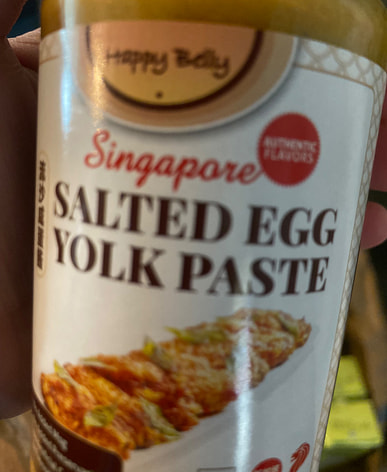 Happy Belly
Singapore
AUTHENTIC
FLAVORS
SALTED EGG
YOLK PASTE